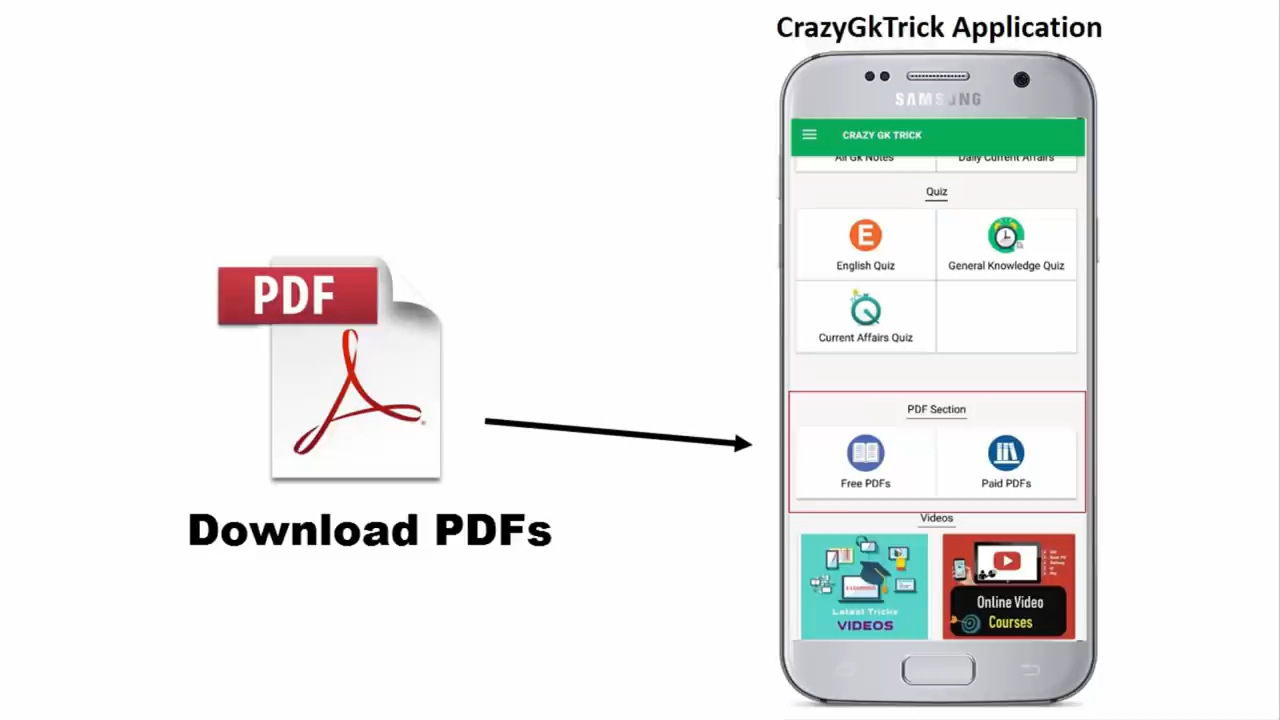 CrazyGkTrick Application
SAMSUNG
CRAZY GK TRICK
All Gk Notes
Daily Current Affairs
Quiz
E
English Quiz
General Knowledge Quiz
Current Affairs Quiz
PDF
PDF Section
Free PDFs
Paid PDFs
Download PDFs
Videos
Latest Tricks
VIDEOS
Online Video
Courses